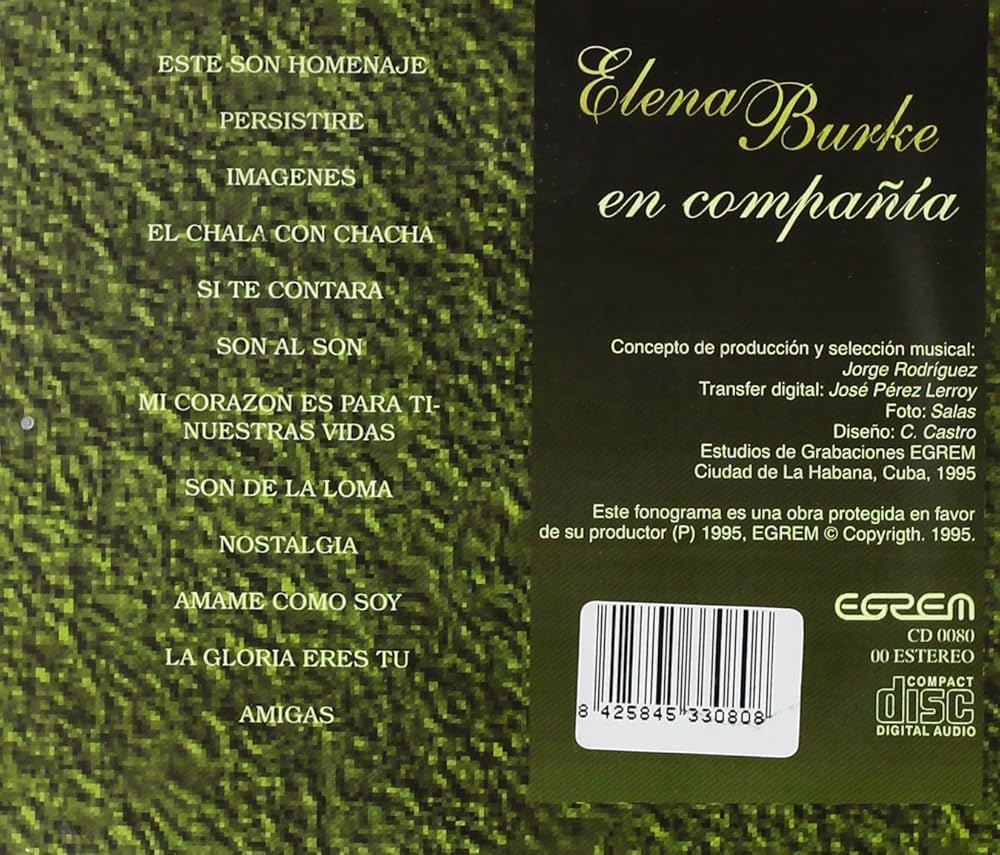 ESTE SON HOMENAJE
PERSISTIRE
IMAGENES
EL CHALA CON CHACHA
SI TE CONTARA
SON AL SON
MI CORAZON ES PARA TI-
NUESTRAS VIDAS
SON DE LA LOMA
NOSTALGIA
AMAME COMO SOY
LA GLORIA ERES TU
AMIGAS
Elena Burke
en compañía
Concepto de producción y selección musical:
Jorge Rodríguez
Transfer digital: José Pérez Lerroy
Foto: Salas
Diseño: C. Castro
Estudios de Grabaciones EGREM
Ciudad de La Habana, Cuba, 1995
Este fonograma es una obra protegida en favor
de su productor (P) 1995, EGREM © Copyrigth. 1995.
8 425845 330808
EGREM
CD 0080
00 ESTEREO
COMPACT
disc
DIGITAL AUDIO